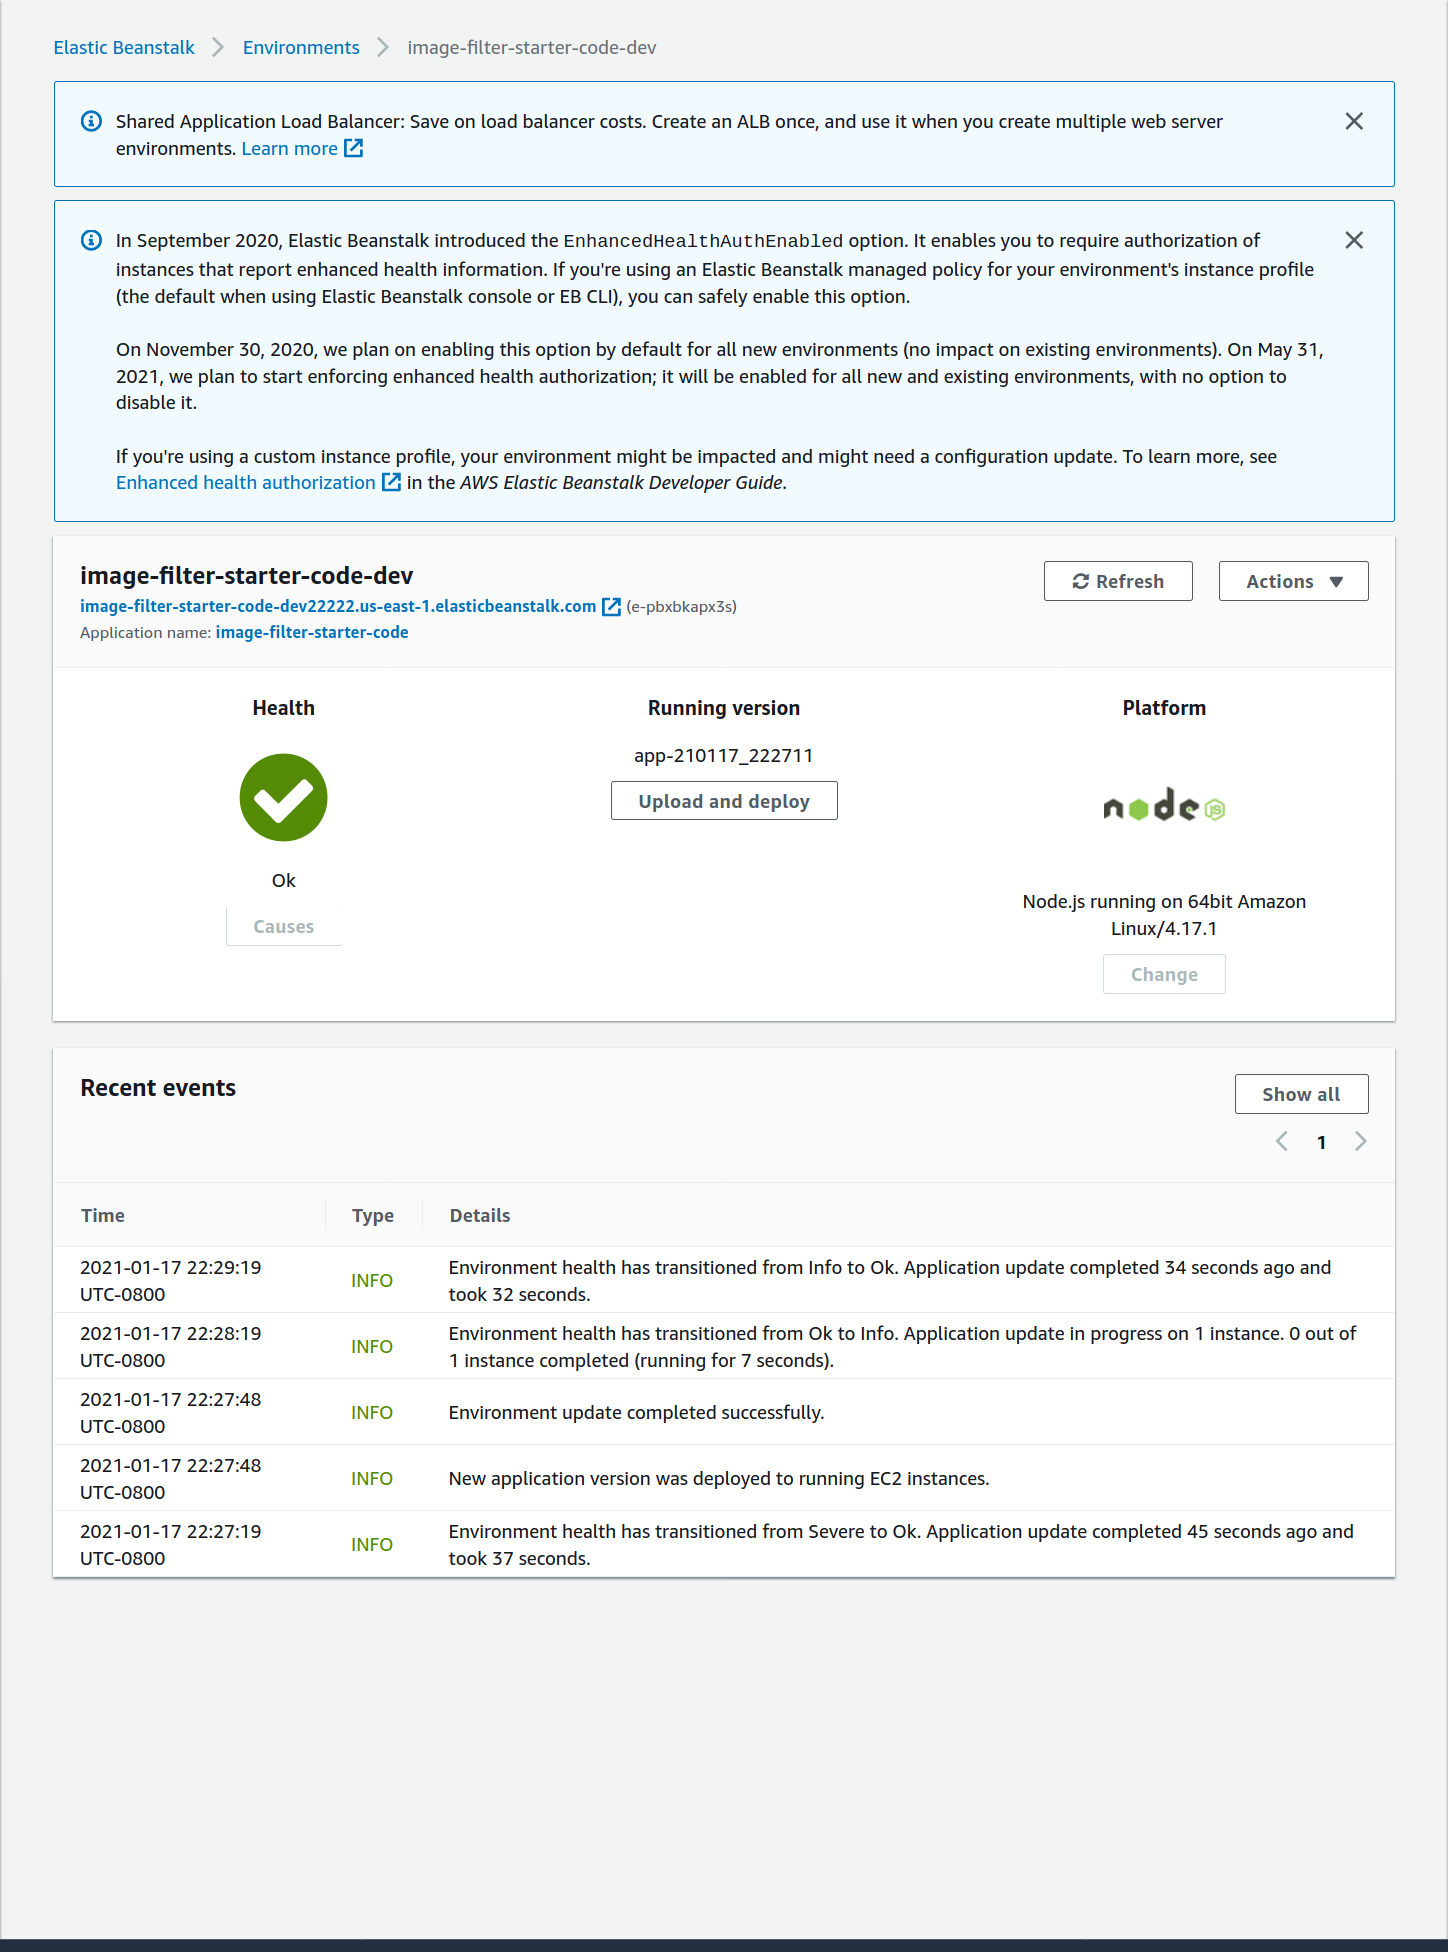 Elastic Beanstalk > Environments > image-filter-starter-code-dev
Shared Application Load Balancer: Save on load balancer costs. Create an ALB once, and use it when you create multiple web server
environments. Learn more
In September 2020, Elastic Beanstalk introduced the EnhancedHealthAuthEnabled option. It enables you to require authorization of
instances that report enhanced health information. If you're using an Elastic Beanstalk managed policy for your environment's instance profile
(the default when using Elastic Beanstalk console or EB CLI), you can safely enable this option.
On November 30, 2020, we plan on enabling this option by default for all new environments (no impact on existing environments). On May 31,
2021, we plan to start enforcing enhanced health authorization; it will be enabled for all new and existing environments, with no option to
disable it.
If you're using a custom instance profile, your environment might be impacted and might need a configuration update. To learn more, see
Enhanced health authorization in the AWS Elastic Beanstalk Developer Guide.
image-filter-starter-code-dev
Refresh
Actions
image-filter-starter-code-dev22222.us-east-1.elasticbeanstalk.com (e-pbxbkapx3s)
Application name: image-filter-starter-code
Health
Ok
Causes
Running version
app-210117_222711
Upload and deploy
Platform
node JS
Node.js running on 64bit Amazon
Linux/4.17.1
Change
Recent events
Show all
1
Time Type Details
2021-01-17 22:29:19
UTC-0800
INFO
Environment health has transitioned from Info to Ok. Application update completed 34 seconds ago and
took 32 seconds.
2021-01-17 22:28:19
UTC-0800
INFO
Environment health has transitioned from Ok to Info. Application update in progress on 1 instance. 0 out of
1 instance completed (running for 7 seconds).
2021-01-17 22:27:48
UTC-0800
INFO
Environment update completed successfully.
2021-01-17 22:27:48
UTC-0800
INFO
New application version was deployed to running EC2 instances.
2021-01-17 22:27:19
UTC-0800
INFO
Environment health has transitioned from Severe to Ok. Application update completed 45 seconds ago and
took 37 seconds.